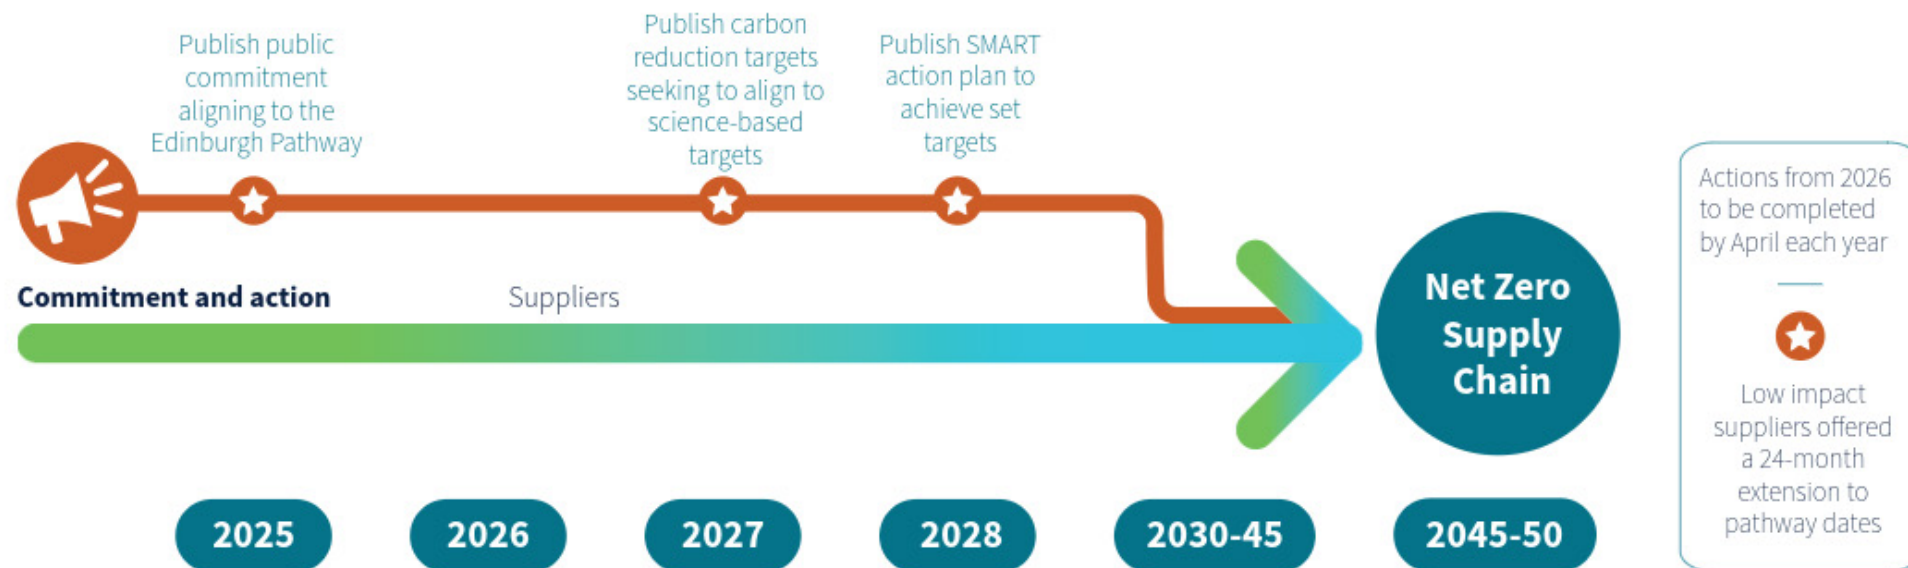 Publish public
commitment
aligning to the
Edinburgh Pathway
Publish carbon
reduction targets
seeking to align to
science-based
targets
Publish SMART
action plan to
achieve set
targets
Commitment and action
Suppliers
Net Zero
Supply
Chain
Actions from 2026
to be completed
by April each year
Low impact
suppliers offered
a 24-month
extension to
pathway dates
2025
2026
2027
2028
2030-45
2045-50